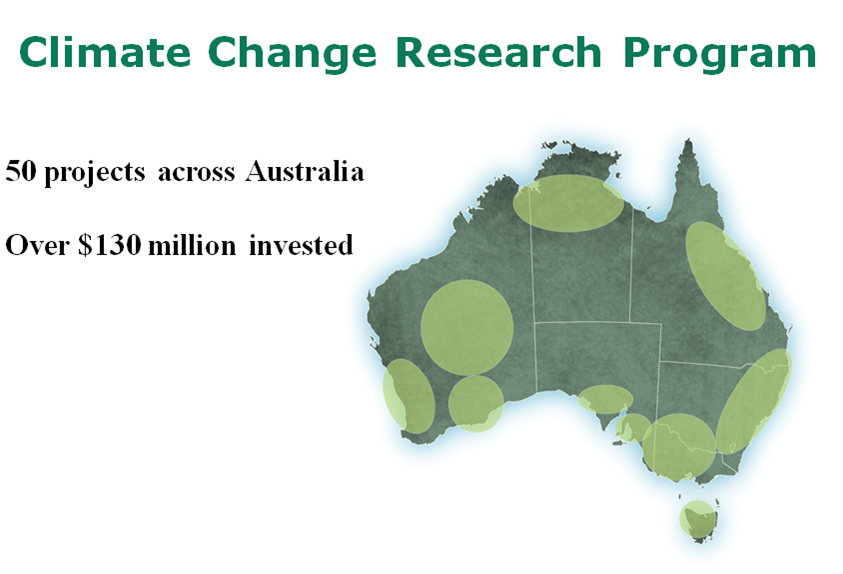 Climate Change Research Program
50 projects across Australia
Over $130 million invested